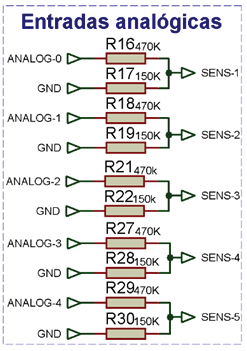 Entradas analógicas
R16 470K
ANALOG-0
R17 150K SENS-1
GND
R18 470K
ANALOG-1
R19 150K SENS-2
GND
R21 470k
ANALOG-2
R22 150k SENS-3
GND
R27 470K
ANALOG-3
R28 150K SENS-4
GND
R29 470K
ANALOG-4
R30 150K SENS-5
GND